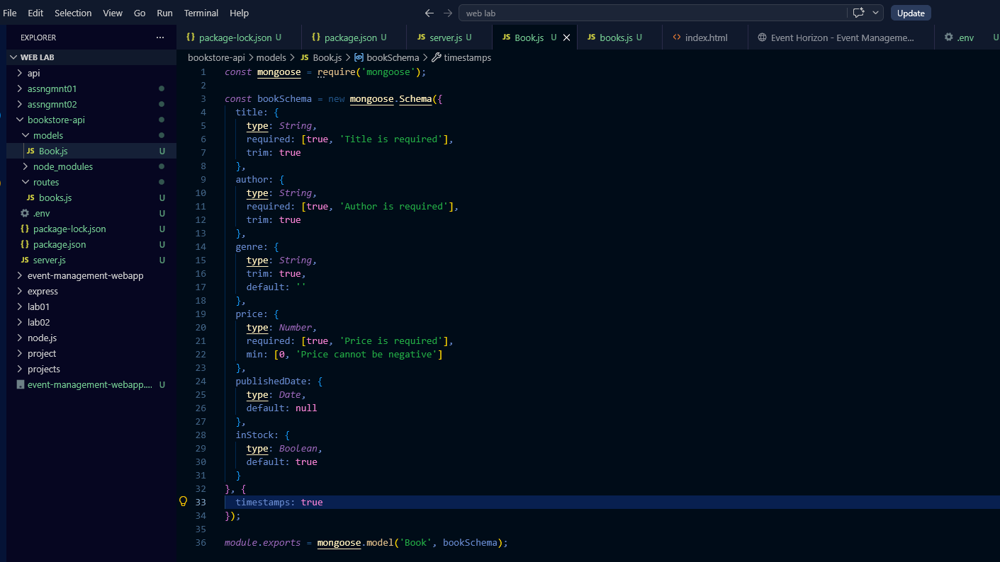 File Edit Selection View Go Run Terminal Help
web lab
Update
EXPLORER
WEB LAB
api
assngmnt01
assngmnt02
bookstore-api
models
JS Book.js U
node_modules
routes
JS books.js U
.env U
{} package-lock.json U
{} package.json U
JS server.js U
event-management-webapp
express
lab01
lab02
node.js
project
projects
event-management-webapp.... U
{} package-lock.json U
{} package.json U
JS server.js U
JS Book.js U
JS books.js U
<> index.html
Event Horizon - Event Manageme...
.env U
bookstore-api > models > JS Book.js > bookSchema > timestamps
1 const mongoose = require('mongoose');
2
3 const bookSchema = new mongoose.Schema({
4 title: {
5 type: String,
6 required: [true, 'Title is required'],
7 trim: true
8 },
9 author: {
10 type: String,
11 required: [true, 'Author is required'],
12 trim: true
13 },
14 genre: {
15 type: String,
16 trim: true,
17 default: ''
18 },
19 price: {
20 type: Number,
21 required: [true, 'Price is required'],
22 min: [0, 'Price cannot be negative']
23 },
24 publishedDate: {
25 type: Date,
26 default: null
27 },
28 inStock: {
29 type: Boolean,
30 default: true
31 }
32 }, {
33 timestamps: true
34 });
35
36 module.exports = mongoose.model('Book', bookSchema);